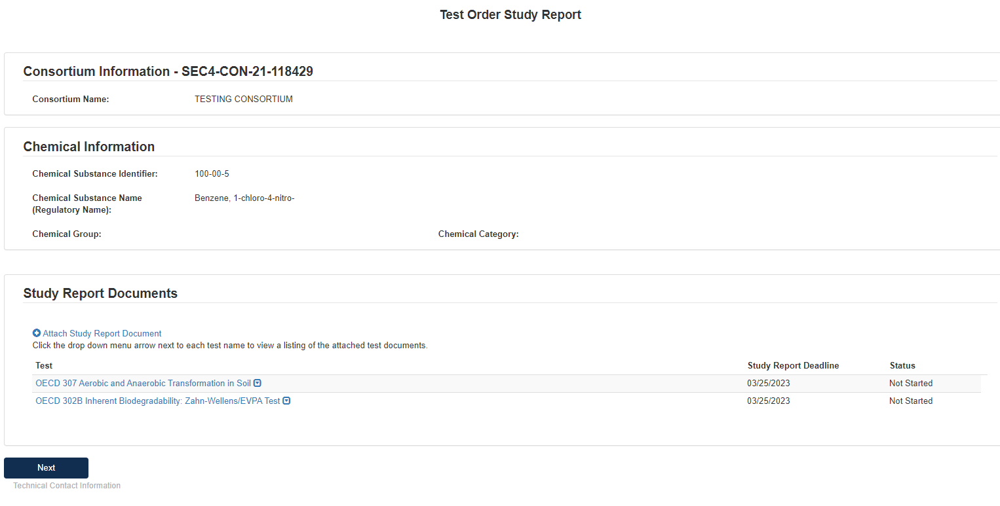 Test Order Study Report
Consortium Information - SEC4-CON-21-118429
Consortium Name: TESTING CONSORTIUM
Chemical Information
Chemical Substance Identifier: 100-00-5
Chemical Substance Name Benzene, 1-chloro-4-nitro-
(Regulatory Name):
Chemical Group: Chemical Category:
Study Report Documents
Attach Study Report Document
Click the drop down menu arrow next to each test name to view a listing of the attached test documents.
Test Study Report Deadline Status
OECD 307 Aerobic and Anaerobic Transformation in Soil 03/25/2023 Not Started
OECD 302B Inherent Biodegradability: Zahn-Wellens/EVPA Test 03/25/2023 Not Started
Next
Technical Contact Information